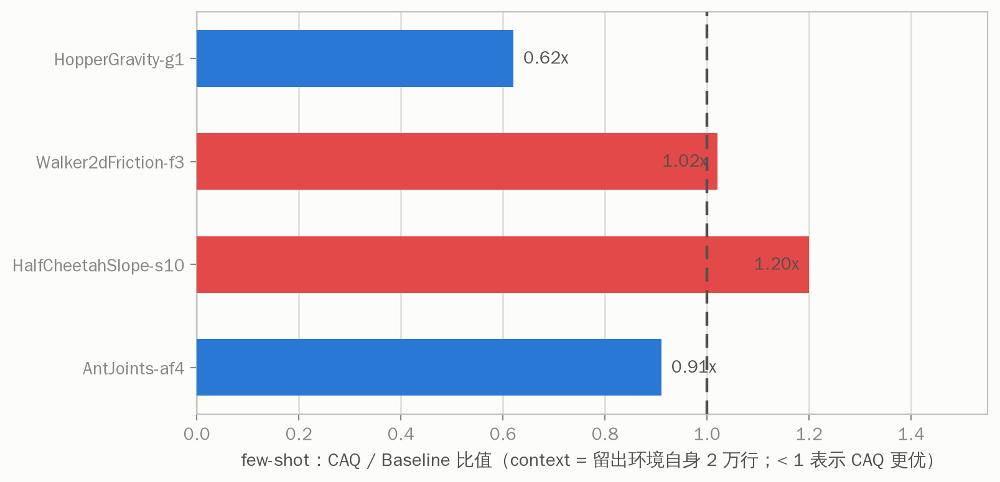 HopperGravity-g1
0.62x
Walker2dFriction-f3
1.02x
HalfCheetahSlope-s10
1.20x
AntJoints-af4
0.91x
0.0 0.2 0.4 0.6 0.8 1.0 1.2 1.4
few-shot：CAQ / Baseline 比值（context = 留出环境自身 2 万行；< 1 表示 CAQ 更优）